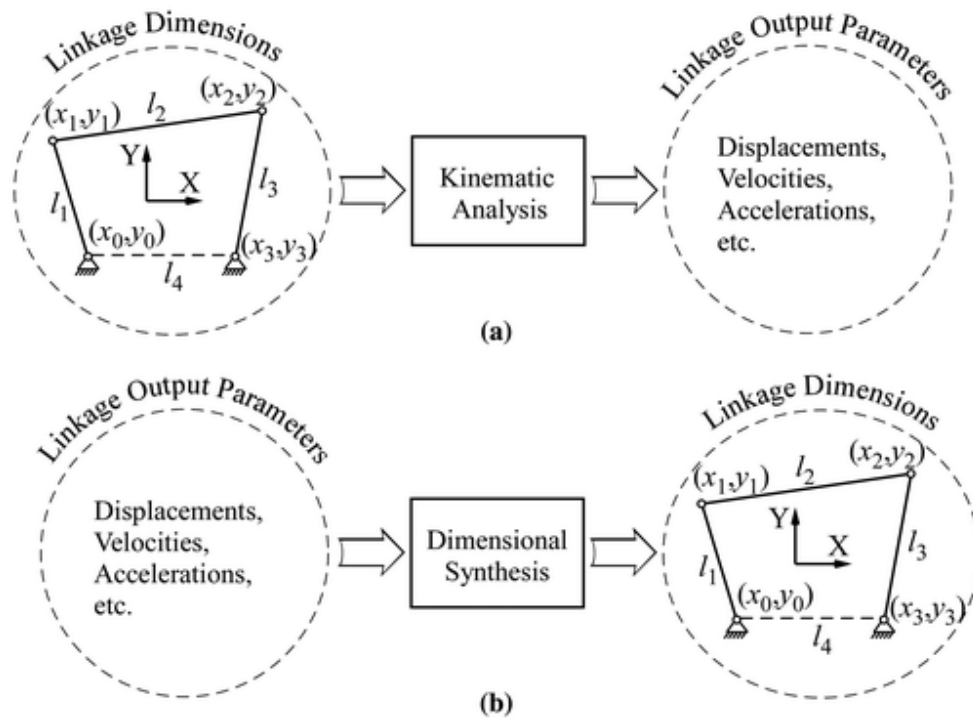 Linkage Dimensions
(x₁,y₁)
l₂
(x₂,y₂)
Y
X
l₁
l₃
(x₀,y₀)
(x₃,y₃)
l₄
Kinematic
Analysis
Linkage Output Parameters
Displacements,
Velocities,
Accelerations,
etc.
(a)
Linkage Output Parameters
Displacements,
Velocities,
Accelerations,
etc.
Dimensional
Synthesis
Linkage Dimensions
(x₁,y₁)
l₂
(x₂,y₂)
Y
X
l₁
l₃
(x₀,y₀)
(x₃,y₃)
l₄
(b)